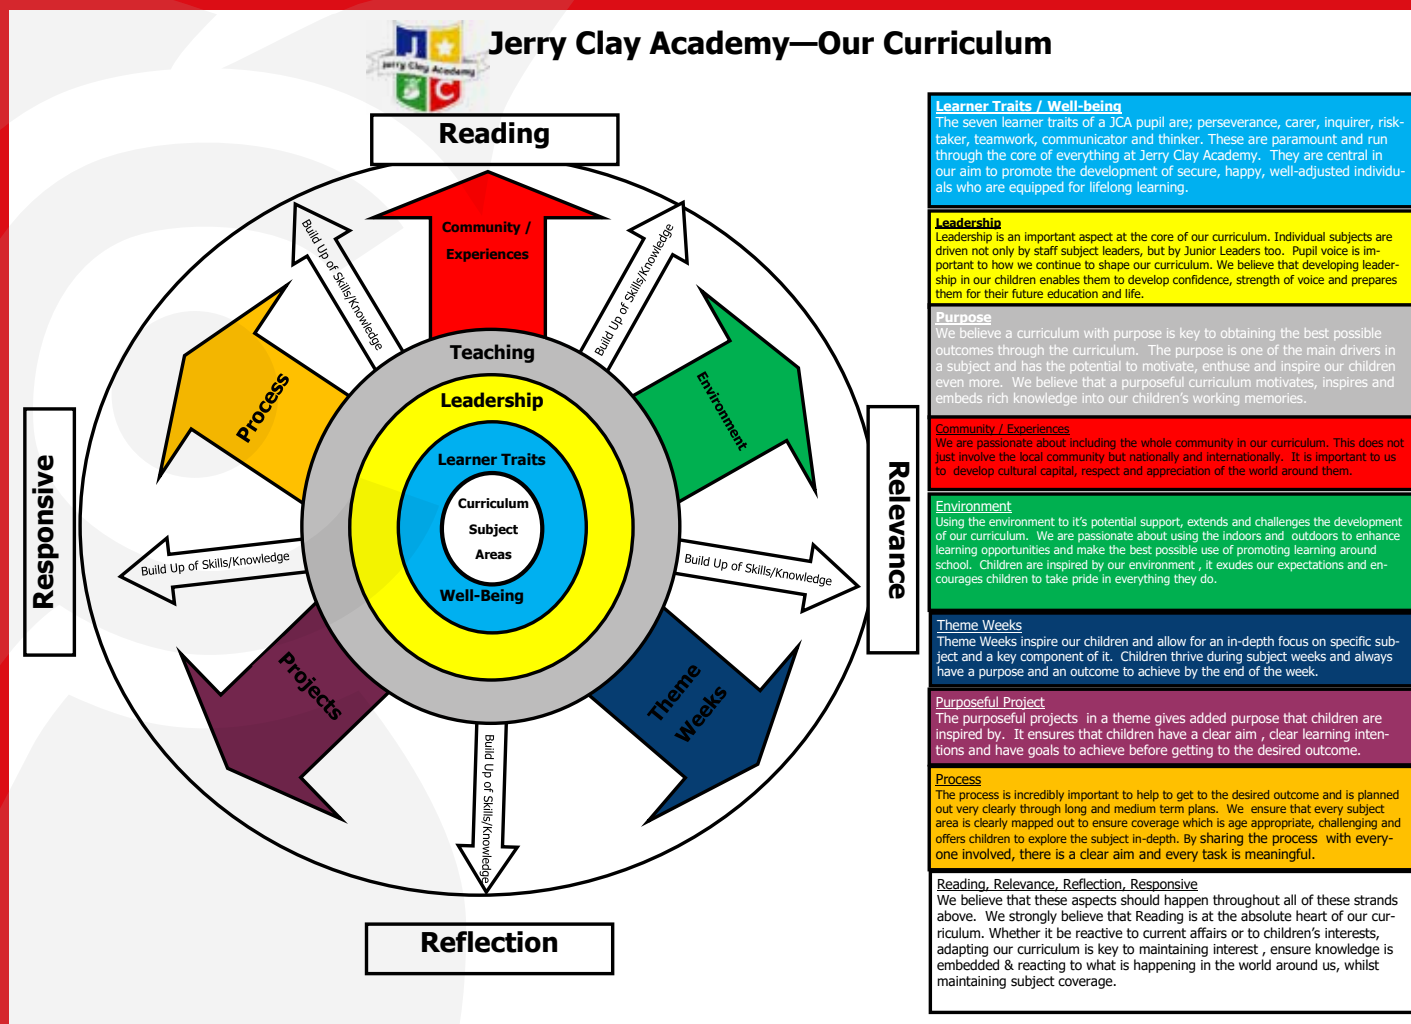 Jerry Clay Academy—Our Curriculum
J
Jerry Clay Academy
C
Reading
Community /
Experiences
Build Up of Skills/Knowledge
Build Up of Skills/Knowledge
Process
Environment
Teaching
Leadership
Learner Traits
Curriculum
Subject
Areas
Well-Being
Responsive
Relevance
Build Up of Skills/Knowledge
Build Up of Skills/Knowledge
Projects
Theme
Weeks
Build Up of Skills/Knowledge
Reflection
Learner Traits / Well-being
The seven learner traits of a JCA pupil are; perseverance, carer, inquirer, risk-
taker, teamwork, communicator and thinker. These are paramount and run
through the core of everything at Jerry Clay Academy. They are central in
our aim to promote the development of secure, happy, well-adjusted individu-
als who are equipped for lifelong learning.
Leadership
Leadership is an important aspect at the core of our curriculum. Individual subjects are
driven not only by staff subject leaders, but by Junior Leaders too. Pupil voice is im-
portant to how we continue to shape our curriculum. We believe that developing leader-
ship in our children enables them to develop confidence, strength of voice and prepares
them for their future education and life.
Purpose
We believe a curriculum with purpose is key to obtaining the best possible
outcomes through the curriculum. The purpose is one of the main drivers in
a subject and has the potential to motivate, enthuse and inspire our children
even more. We believe that a purposeful curriculum motivates, inspires and
embeds rich knowledge into our children's working memories.
Community / Experiences
We are passionate about including the whole community in our curriculum. This does not
just involve the local community but nationally and internationally. It is important to us
to develop cultural capital, respect and appreciation of the world around them.
Environment
Using the environment to it's potential support, extends and challenges the development
of our curriculum. We are passionate about using the indoors and outdoors to enhance
learning opportunities and make the best possible use of promoting learning around
school. Children are inspired by our environment , it exudes our expectations and en-
courages children to take pride in everything they do.
Theme Weeks
Theme Weeks inspire our children and allow for an in-depth focus on specific sub-
ject and a key component of it. Children thrive during subject weeks and always
have a purpose and an outcome to achieve by the end of the week.
Purposeful Project
The purposeful projects in a theme gives added purpose that children are
inspired by. It ensures that children have a clear aim , clear learning inten-
tions and have goals to achieve before getting to the desired outcome.
Process
The process is incredibly important to help to get to the desired outcome and is planned
out very clearly through long and medium term plans. We ensure that every subject
area is clearly mapped out to ensure coverage which is age appropriate, challenging and
offers children to explore the subject in-depth. By sharing the process with every-
one involved, there is a clear aim and every task is meaningful.
Reading, Relevance, Reflection, Responsive
We believe that these aspects should happen throughout all of these strands
above. We strongly believe that Reading is at the absolute heart of our cur-
riculum. Whether it be reactive to current affairs or to children's interests,
adapting our curriculum is key to maintaining interest , ensure knowledge is
embedded & reacting to what is happening in the world around us, whilst
maintaining subject coverage.